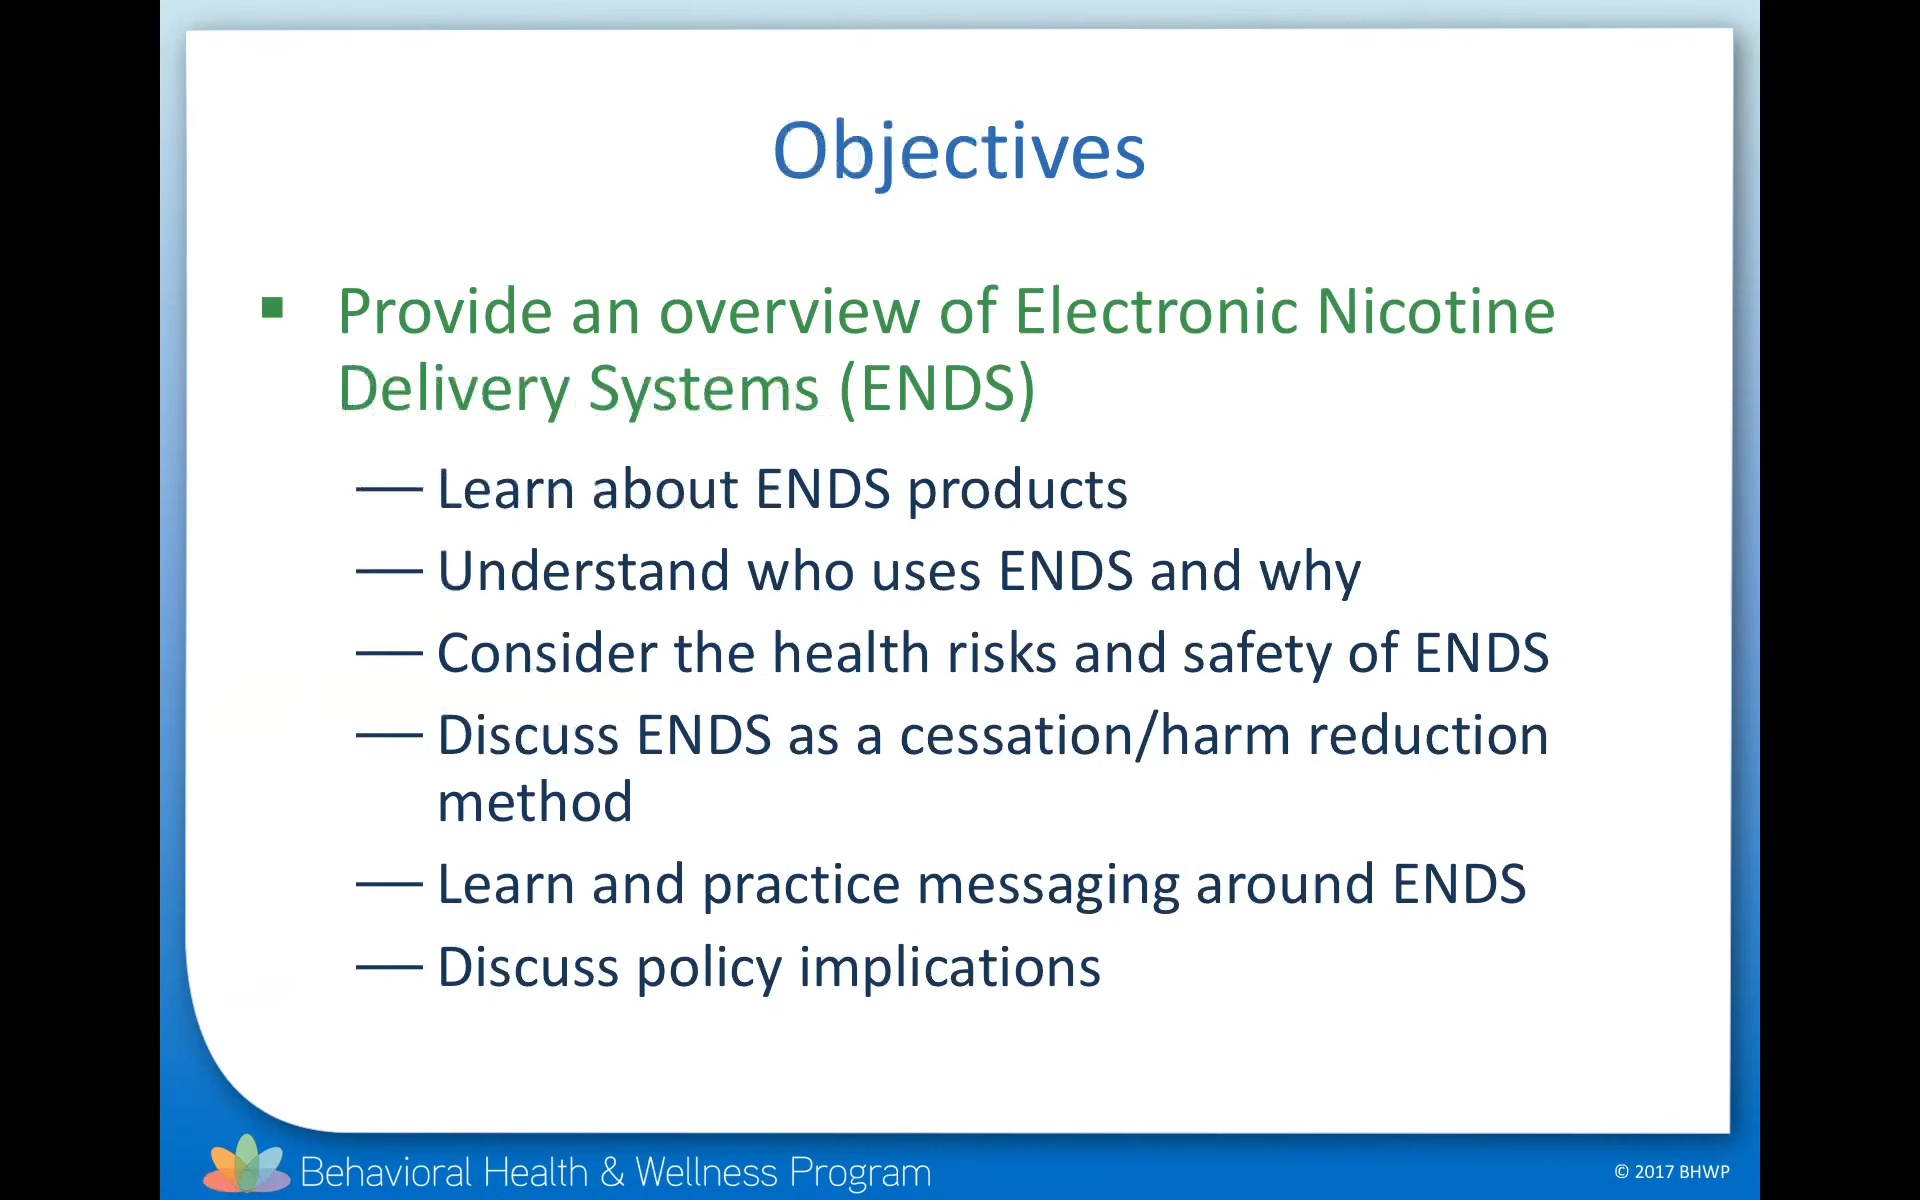 Objectives
▪ Provide an overview of Electronic Nicotine
Delivery Systems (ENDS)
— Learn about ENDS products
— Understand who uses ENDS and why
— Consider the health risks and safety of ENDS
— Discuss ENDS as a cessation/harm reduction
method
— Learn and practice messaging around ENDS
— Discuss policy implications
Behavioral Health & Wellness Program
© 2017 BHWP